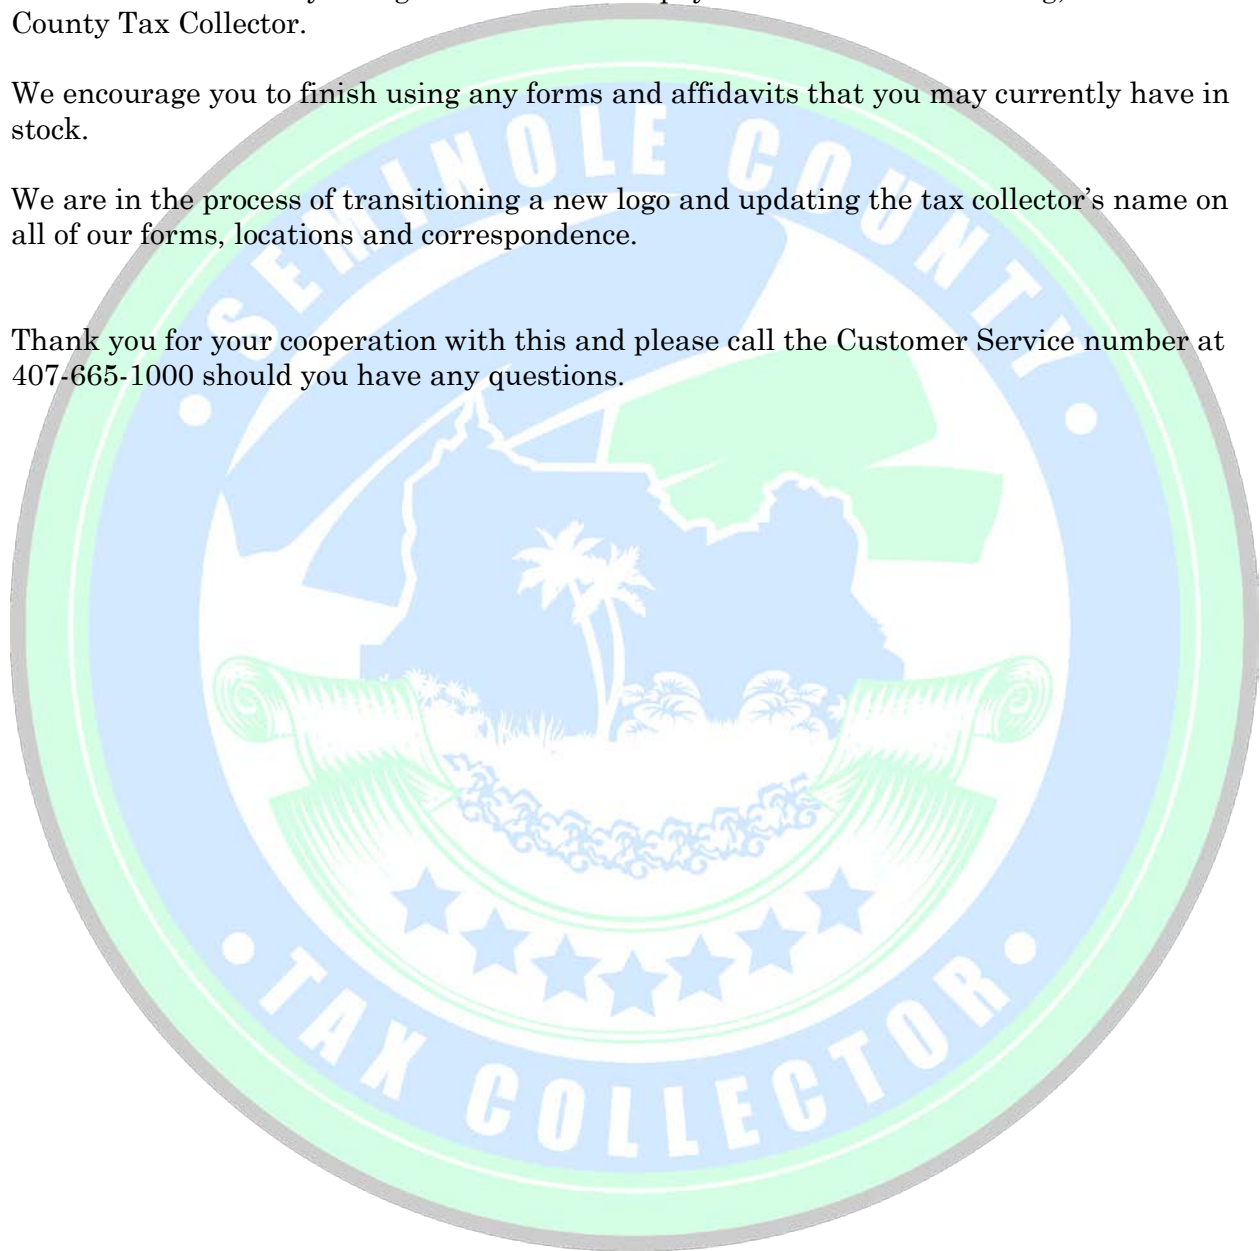 County Tax Collector.
We encourage you to finish using any forms and affidavits that you may currently have in
stock.
We are in the process of transitioning a new logo and updating the tax collector’s name on
all of our forms, locations and correspondence.
Thank you for your cooperation with this and please call the Customer Service number at
407-665-1000 should you have any questions.
SEMINOLE COUNTY
TAX COLLECTOR